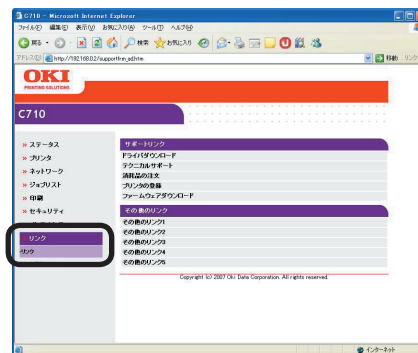 C710 - Microsoft Internet Explorer
ファイル(F) 編集(E) 表示(V) お気に入り(A) ツール(T) ヘルプ(H)
戻る 検索 お気に入り
アドレス(D) http://192.168.0.2/supportfrm_ad.htm 移動 リンク
OKI
PRINTING SOLUTIONS
C710
» ステータス
» プリンタ
» ネットワーク
» ジョブリスト
» 印刷
» セキュリティ
» リンク
リンク
サポートリンク
ドライバダウンロード
テクニカルサポート
消耗品の注文
プリンタの登録
ファームウェアダウンロード
その他のリンク
その他のリンク1
その他のリンク2
その他のリンク3
その他のリンク4
その他のリンク5
Copyright (c) 2007 Oki Data Corporation. All rights reserved.
インターネット